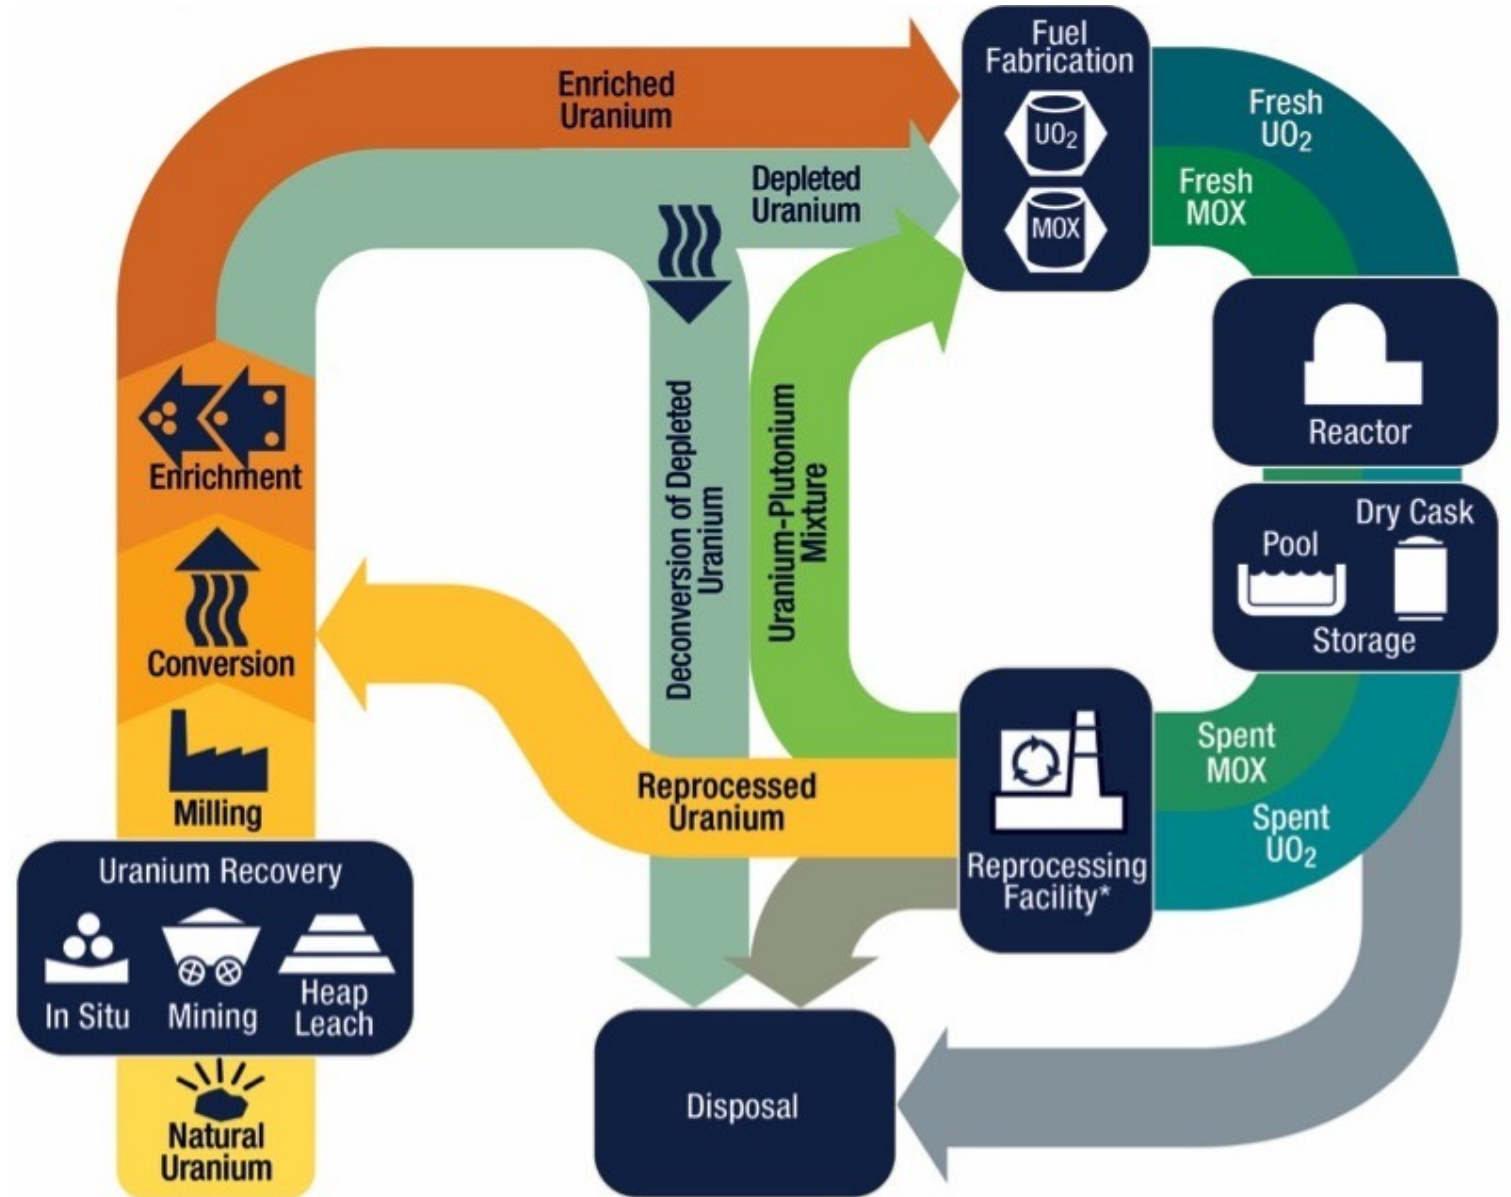 Fuel
Fabrication
UO₂
MOX
Enriched
Uranium
Depleted
Uranium
Fresh
UO₂
Fresh
MOX
Reactor
Dry Cask
Pool
Storage
Enrichment
Conversion
Milling
Deconversion of Depleted
Uranium
Uranium-Plutonium
Mixture
Reprocessed
Uranium
Reprocessing
Facility*
Spent
MOX
Spent
UO₂
Uranium Recovery
In Situ
Mining
Heap
Leach
Natural
Uranium
Disposal